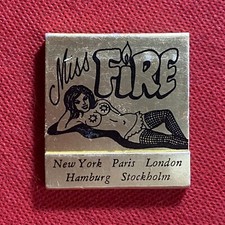 Miss FiRE
New York Paris London
Hamburg Stockholm